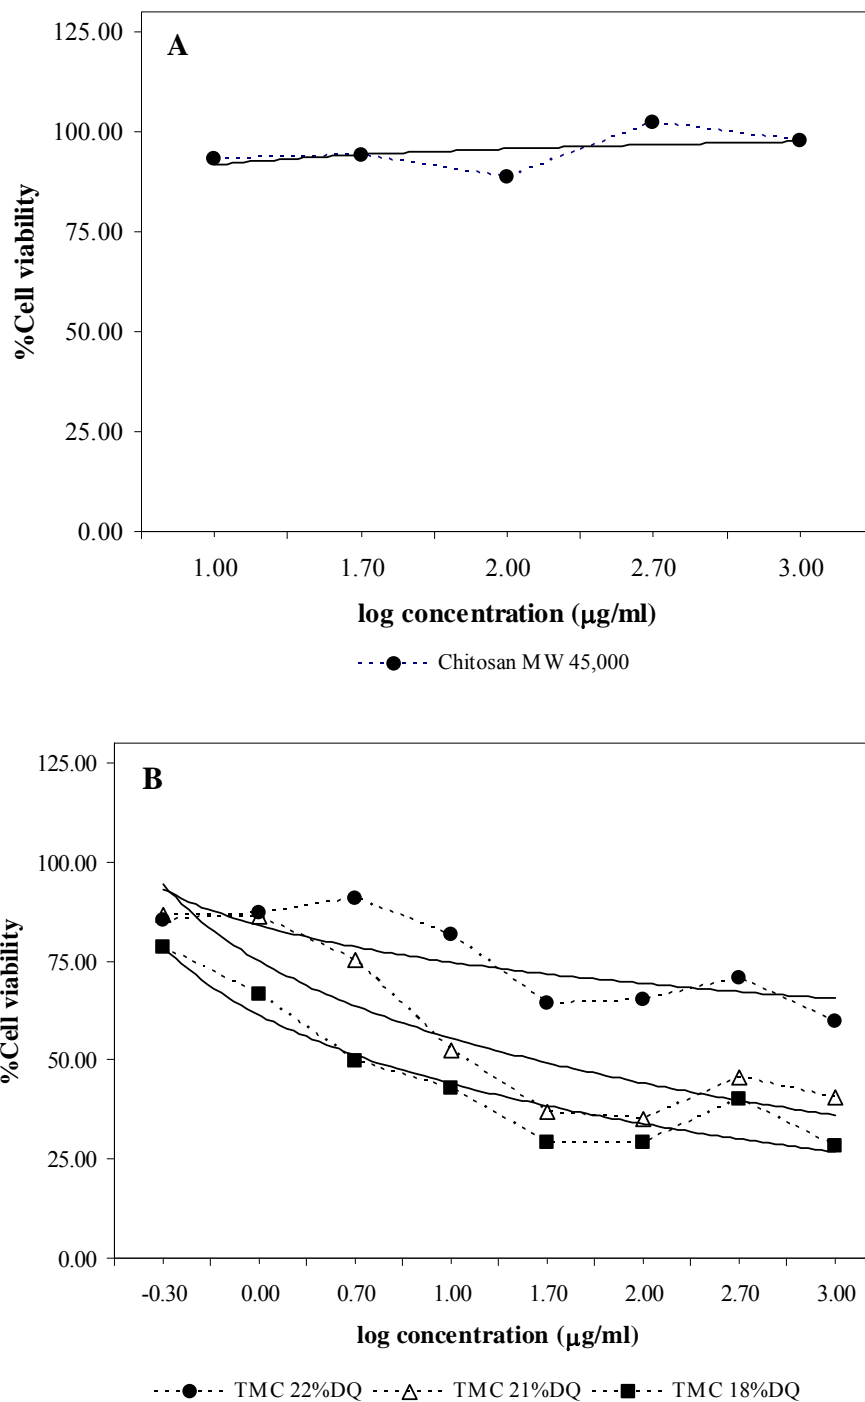 A
125.00
100.00
75.00
50.00
25.00
0.00
%Cell viability
1.00 1.70 2.00 2.70 3.00
log concentration (μg/ml)
Chitosan MW 45,000
B
125.00
100.00
75.00
50.00
25.00
0.00
%Cell viability
-0.30 0.00 0.70 1.00 1.70 2.00 2.70 3.00
log concentration (μg/ml)
TMC 22%DQ TMC 21%DQ TMC 18%DQ